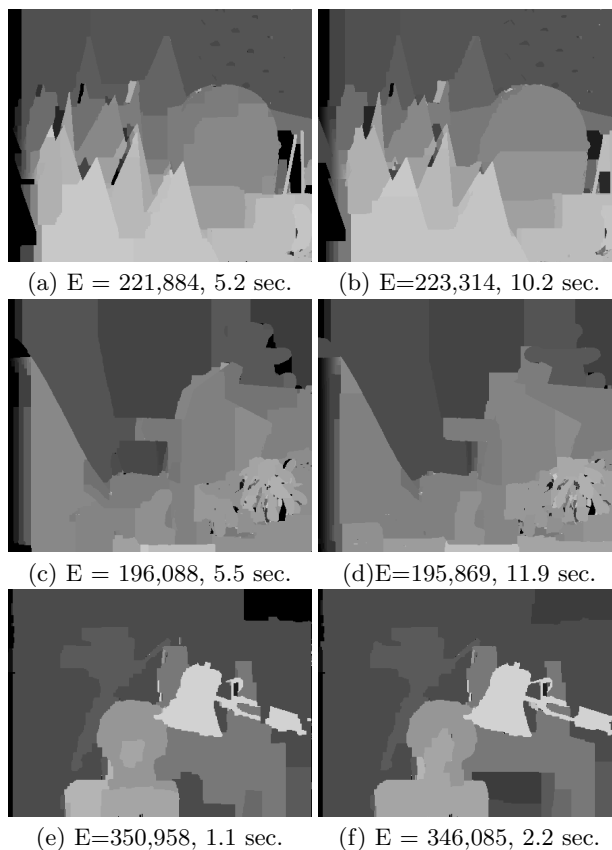 (a) E = 221,884, 5.2 sec.
(b) E=223,314, 10.2 sec.
(c) E = 196,088, 5.5 sec.
(d)E=195,869, 11.9 sec.
(e) E=350,958, 1.1 sec.
(f) E = 346,085, 2.2 sec.